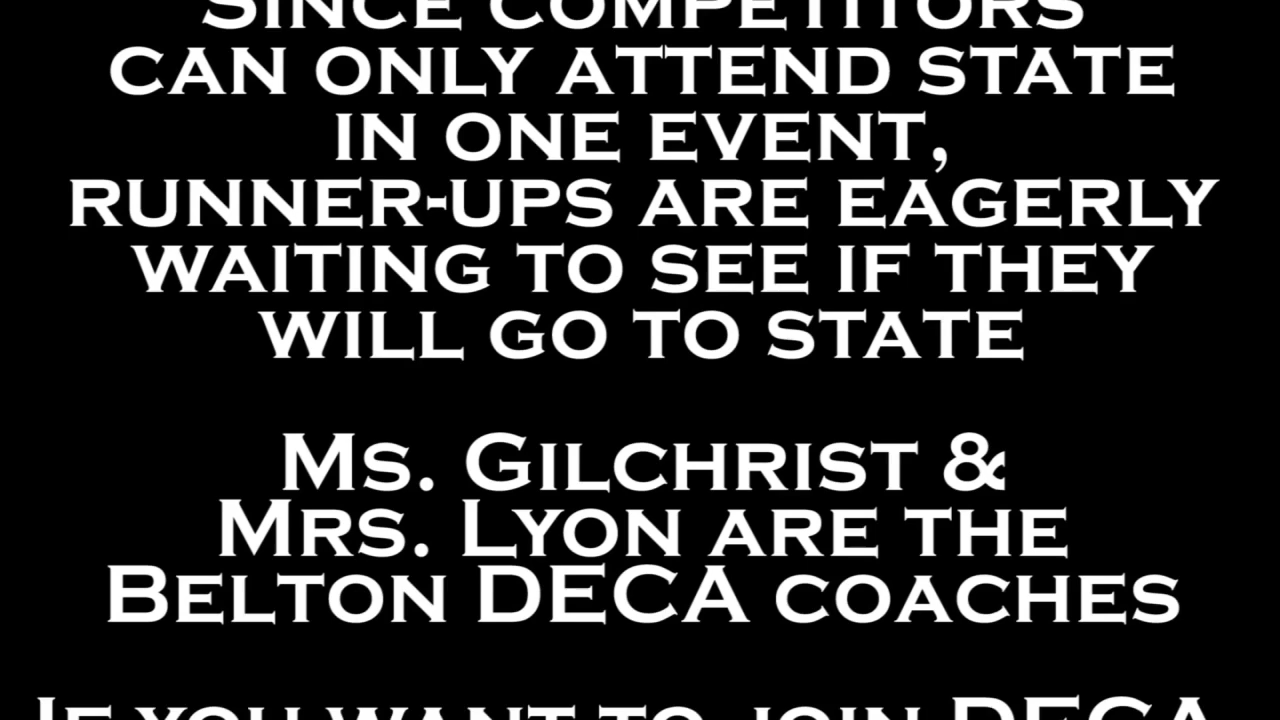 Since competitors
can only attend state
in one event,
runner-ups are eagerly
waiting to see if they
will go to state
Ms. Gilchrist &
Mrs. Lyon are the
Belton DECA coaches
If you want to join DECA